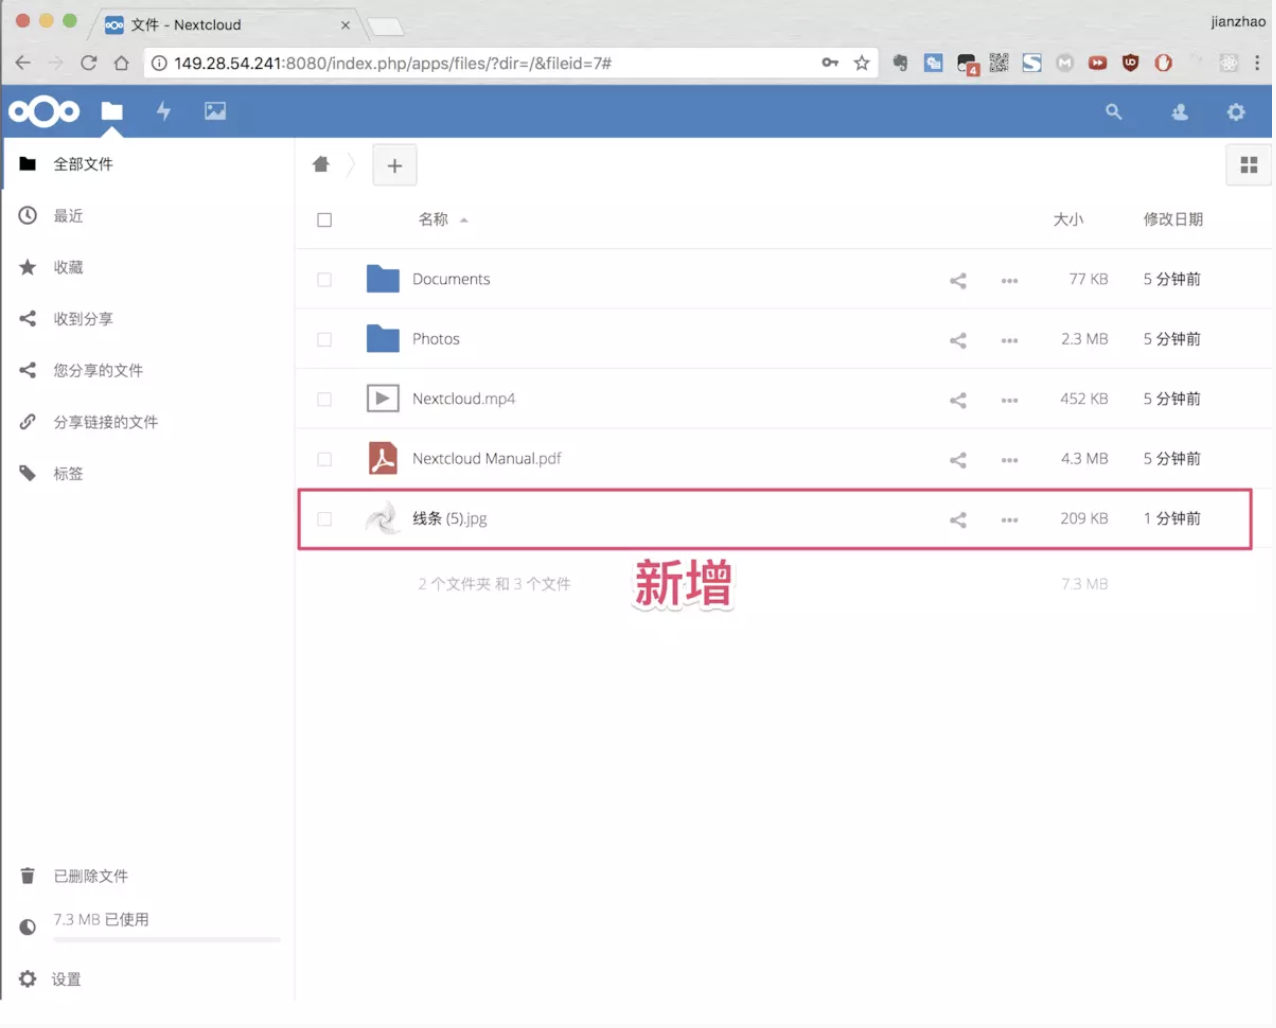 文件 - Nextcloud
jianzhao
149.28.54.241:8080/index.php/apps/files/?dir=/&fileid=7#
4
全部文件
最近
收藏
收到分享
您分享的文件
分享链接的文件
标签
名称 大小 修改日期
Documents 77 KB 5 分钟前
Photos 2.3 MB 5 分钟前
Nextcloud.mp4 452 KB 5 分钟前
Nextcloud Manual.pdf 4.3 MB 5 分钟前
线条 (5).jpg 209 KB 1 分钟前
2 个文件夹 和 3 个文件 7.3 MB
新增
已删除文件
7.3 MB 已使用
设置